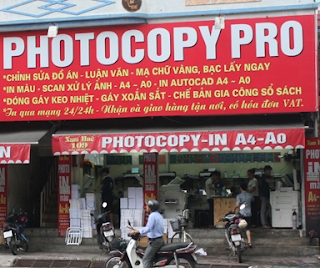 PHOTOCOPY PRO
*CHỈNH SỬA ĐỒ ÁN - LUẬN VĂN - MẠ CHỮ VÀNG, BẠC LẤY NGAY
*IN MÀU - SCAN XỬ LÝ ẢNH - A4 ~ A0 - IN AUTOCAD A4 ~ A0
*ĐÓNG GÁY KEO NHIỆT - GÁY XOẮN SẮT - CHẾ BẢN GIA CÔNG SỔ SÁCH
*In qua mạng 24/24h - Nhận và giao hàng tận nơi, có hóa đơn VAT.
PHOTOCOPY-IN A4-A0